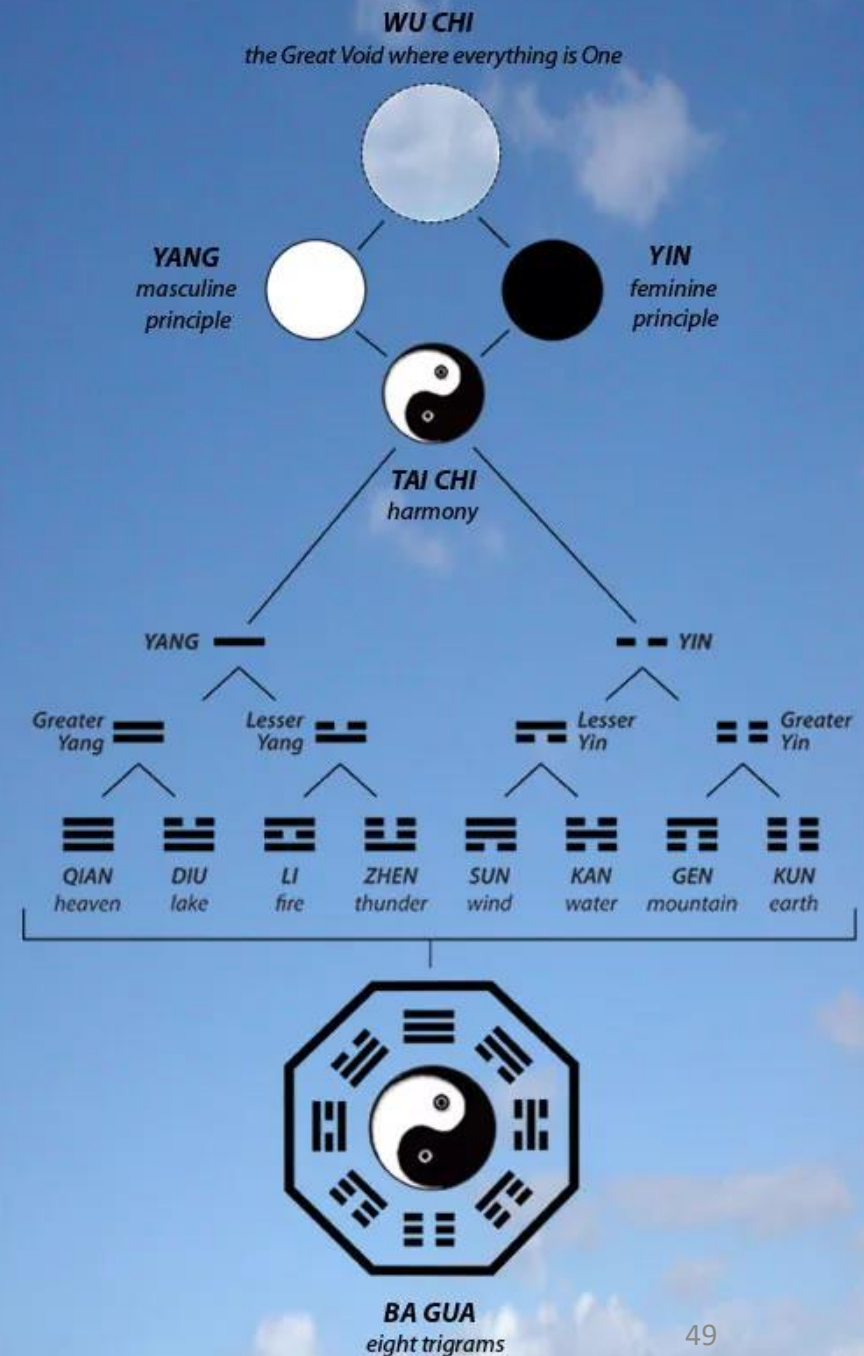 WU CHI
the Great Void where everything is One
YANG
masculine
principle
YIN
feminine
principle
TAI CHI
harmony
YANG
YIN
Greater
Yang
Lesser
Yang
Lesser
Yin
Greater
Yin
QIAN
heaven
DIU
lake
LI
fire
ZHEN
thunder
SUN
wind
KAN
water
GEN
mountain
KUN
earth
BA GUA
eight trigrams
49